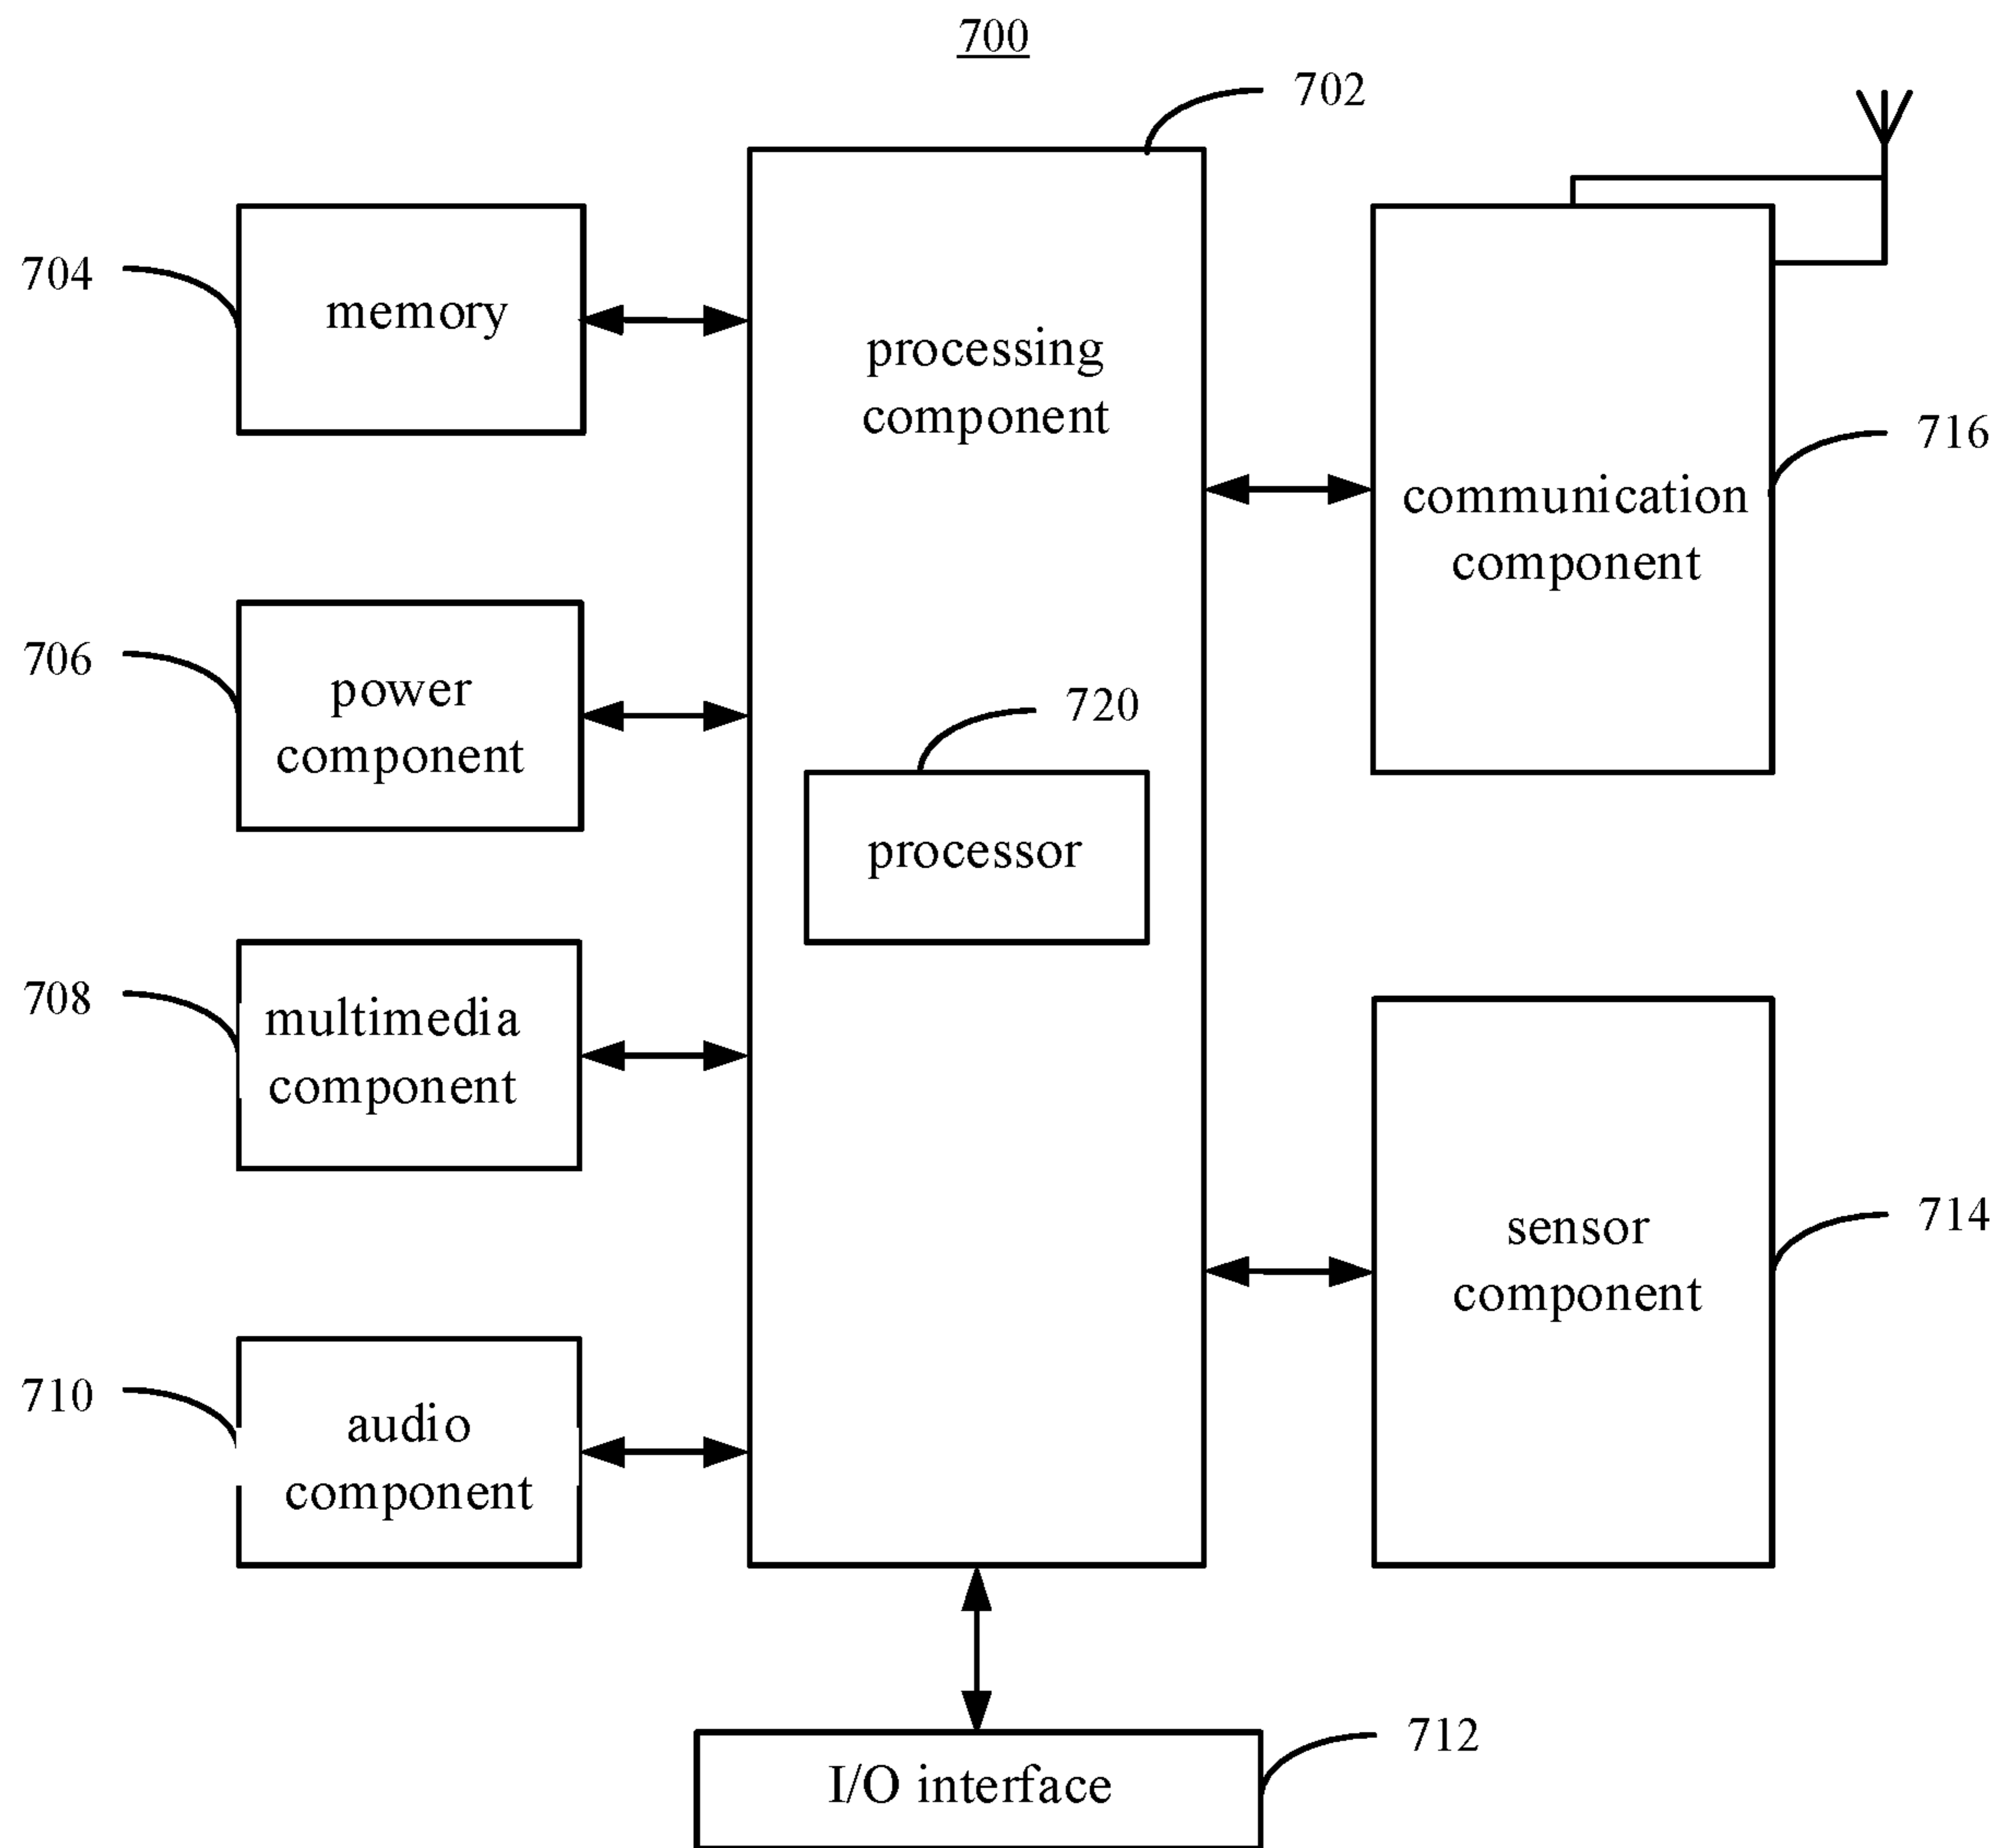 700
702
704
memory
processing
component
716
communication
component
706
power
component
720
processor
708
multimedia
component
714
sensor
component
710
audio
component
712
I/O interface